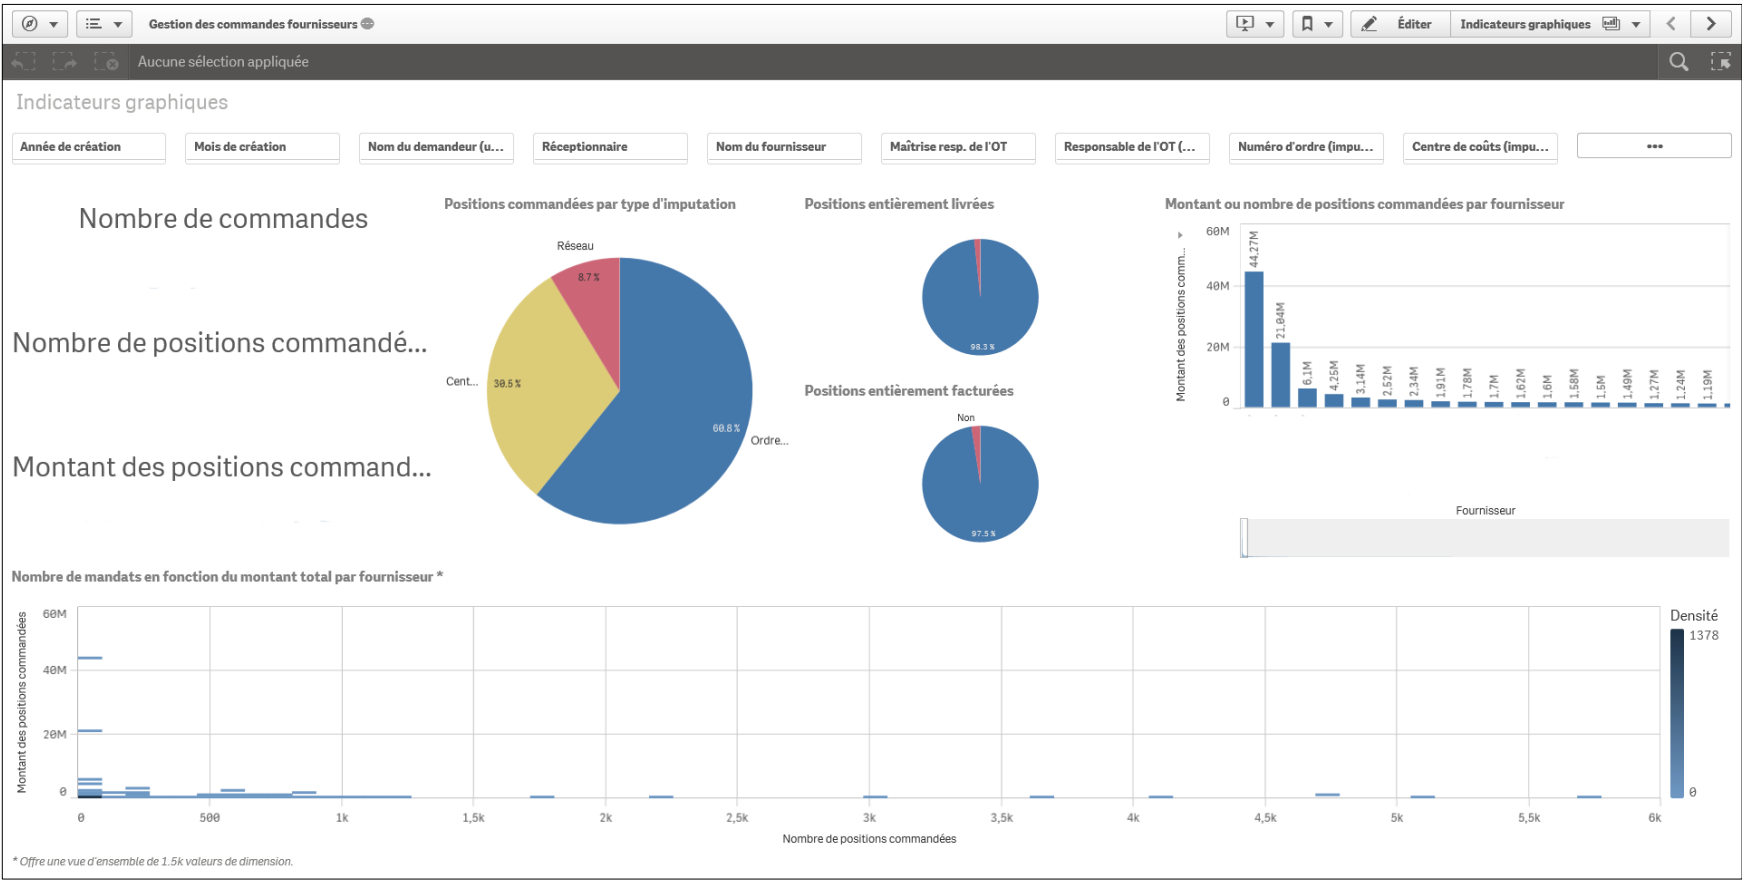 Gestion des commandes fournisseurs
Éditer
Indicateurs graphiques
Aucune sélection appliquée
Indicateurs graphiques
Année de création
Mois de création
Nom du demandeur (u...
Réceptionnaire
Nom du fournisseur
Maîtrise resp. de l'OT
Responsable de l'OT (...
Numéro d'ordre (impu...
Centre de coûts (impu...
•••
Nombre de commandes
Nombre de positions commandé...
Montant des positions command...
Positions commandées par type d'imputation
Réseau
8.7 %
Cent...
30.5 %
60.8 %
Ordre...
Positions entièrement livrées
98.3 %
Positions entièrement facturées
Non
97.5 %
Montant ou nombre de positions commandées par fournisseur
Montant des positions comm...
60M
40M
20M
0
44,27M
21,04M
6,1M
4,25M
3,14M
2,52M
2,34M
1,91M
1,78M
1,7M
1,62M
1,6M
1,58M
1,5M
1,49M
1,27M
1,24M
1,19M
Fournisseur
Nombre de mandats en fonction du montant total par fournisseur *
Montant des positions commandées
60M
40M
20M
0
0
500
1k
1,5k
2k
2,5k
3k
3,5k
4k
4,5k
5k
5,5k
6k
Nombre de positions commandées
Densité
1378
0
* Offre une vue d'ensemble de 1.5k valeurs de dimension.